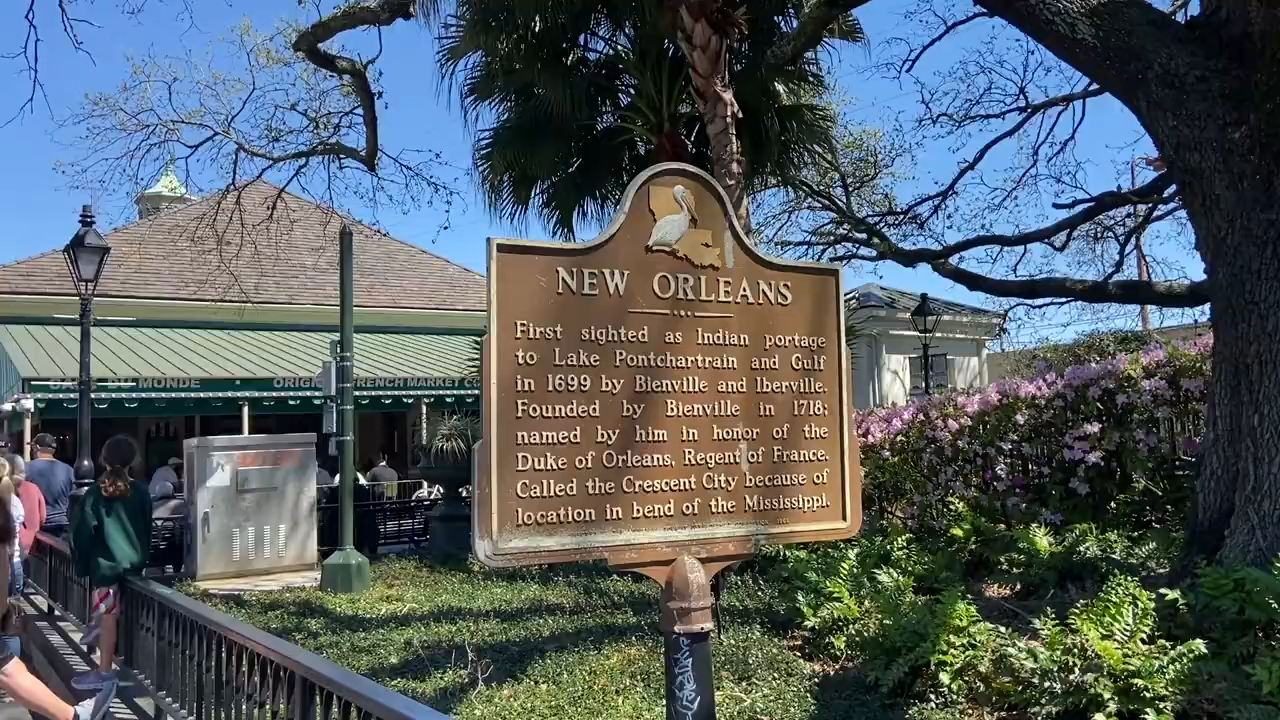 DU MONDE
FRENCH MARKET
NEW ORLEANS
First sighted as Indian portage
to Lake Pontchartrain and Gulf
in 1699 by Bienville and Iberville.
Founded by Bienville in 1718;
named by him in honor of the
Duke of Orleans, Regent of France.
Called the Crescent City because of
location in bend of the Mississippi.